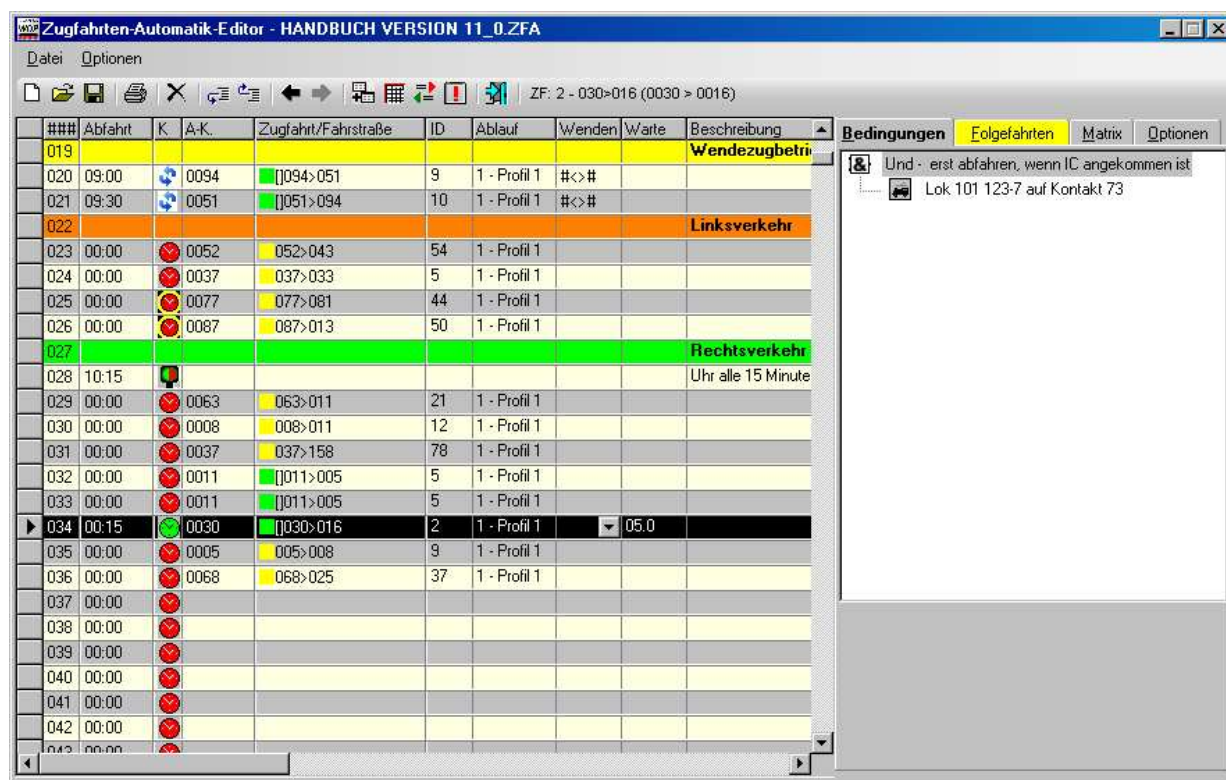 Zugfahrten-Automatik-Editor - HANDBUCH VERSION 11_0.ZFA
Datei Optionen
ZF: 2 - 030>016 (0030 > 0016)
### Abfahrt K A-K. Zugfahrt/Fahrstraße ID Ablauf Wenden Warte Beschreibung
019 Wendezugbetri
020 09:00 0094 []094>051 9 1 - Profil 1 #<>#
021 09:30 0051 []051>094 10 1 - Profil 1 #<>#
022 Linksverkehr
023 00:00 0052 052>043 54 1 - Profil 1
024 00:00 0037 037>033 5 1 - Profil 1
025 00:00 0077 077>081 44 1 - Profil 1
026 00:00 0087 087>013 50 1 - Profil 1
027 Rechtsverkehr
028 10:15 Uhr alle 15 Minute
029 00:00 0063 063>011 21 1 - Profil 1
030 00:00 0008 008>011 12 1 - Profil 1
031 00:00 0037 037>158 78 1 - Profil 1
032 00:00 0011 []011>005 5 1 - Profil 1
033 00:00 0011 []011>005 5 1 - Profil 1
034 00:15 0030 []030>016 2 1 - Profil 1 05.0
035 00:00 0005 005>008 9 1 - Profil 1
036 00:00 0068 068>025 37 1 - Profil 1
037 00:00
038 00:00
039 00:00
040 00:00
041 00:00
042 00:00
043 00:00
Bedingungen Folgefahrten Matrix Optionen
{&} Und - erst abfahren, wenn IC angekommen ist
Lok 101 123-7 auf Kontakt 73